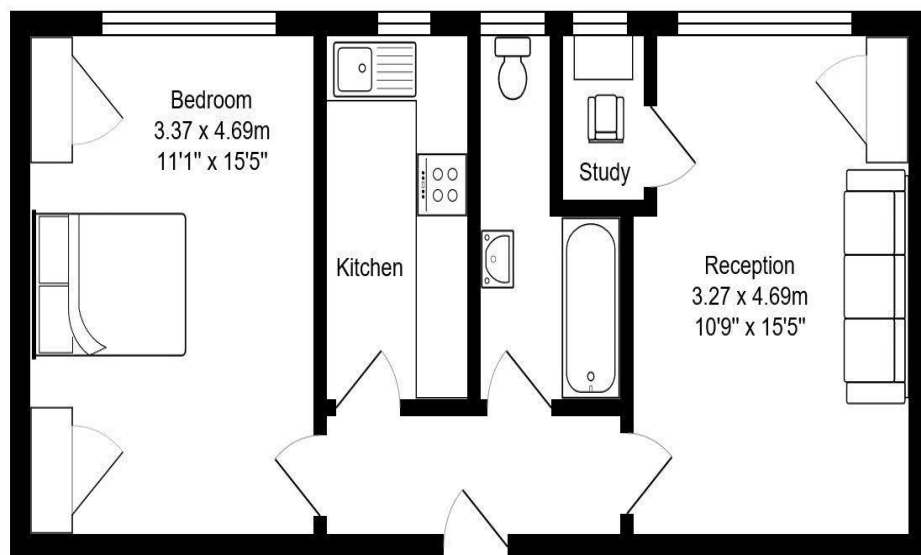 Bedroom
3.37 x 4.69m
11'1" x 15'5"
Kitchen
Study
Reception
3.27 x 4.69m
10'9" x 15'5"